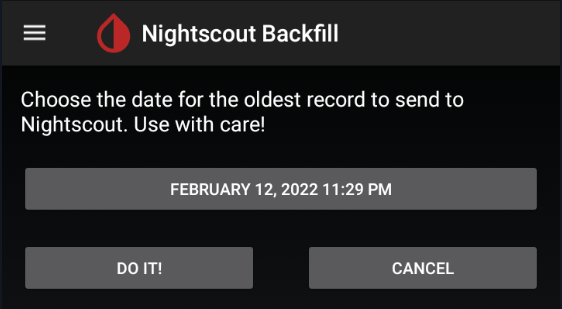 Nightscout Backfill
Choose the date for the oldest record to send to
Nightscout. Use with care!
FEBRUARY 12, 2022 11:29 PM
DO IT!
CANCEL